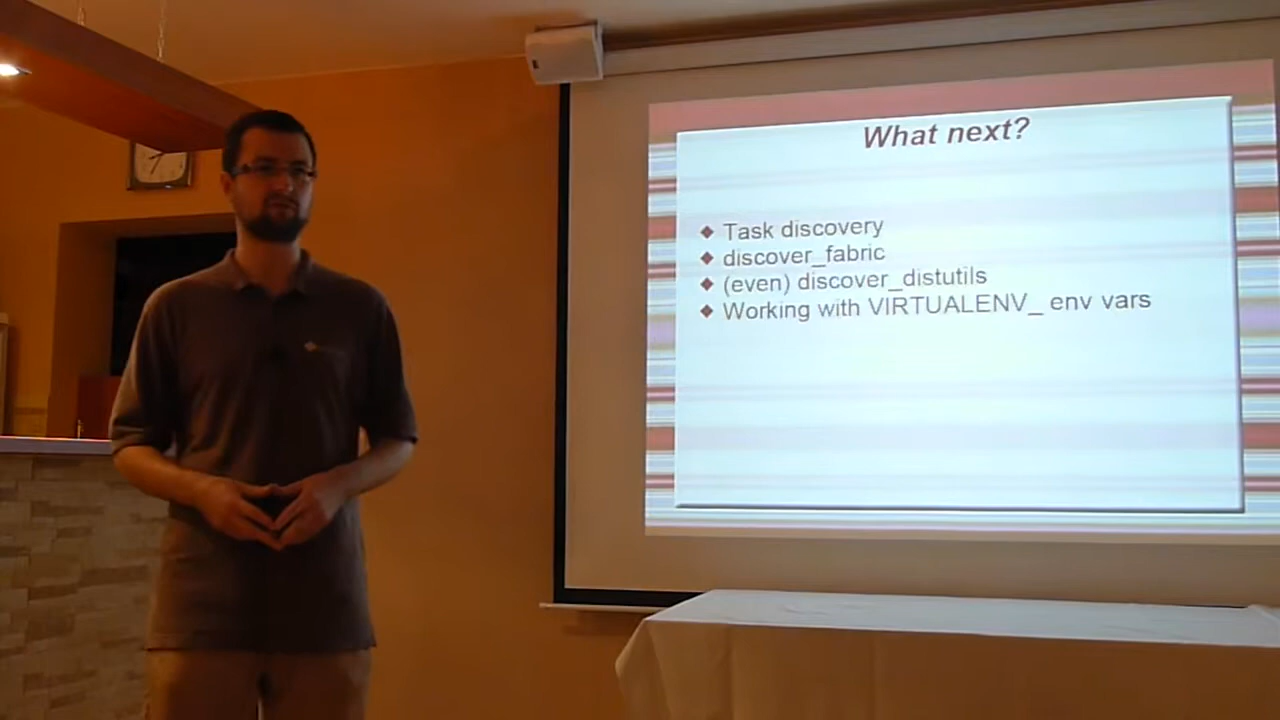 What next?
Task discovery
discover_fabric
(even) discover_distutils
Working with VIRTUALENV_ env vars